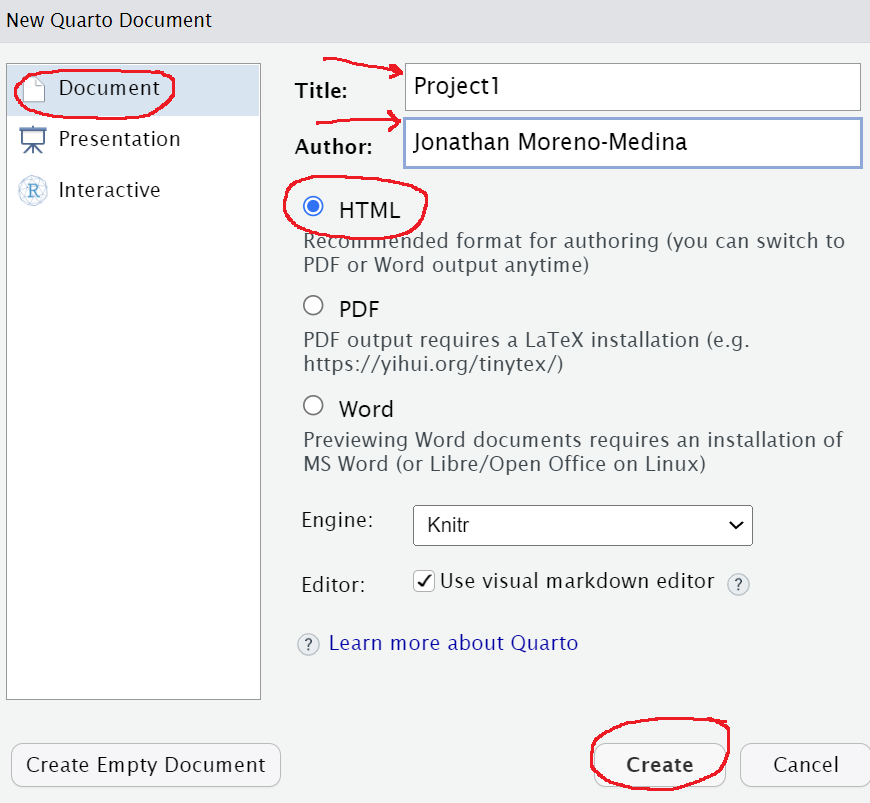 New Quarto Document
Document
Presentation
Interactive
Title:
Project1
Author:
Jonathan Moreno-Medina
HTML
Recommended format for authoring (you can switch to
PDF or Word output anytime)
PDF
PDF output requires a LaTeX installation (e.g.
https://yihui.org/tinytex/)
Word
Previewing Word documents requires an installation of
MS Word (or Libre/Open Office on Linux)
Engine:
Knitr
Editor:
Use visual markdown editor ?
? Learn more about Quarto
Create Empty Document
Create
Cancel